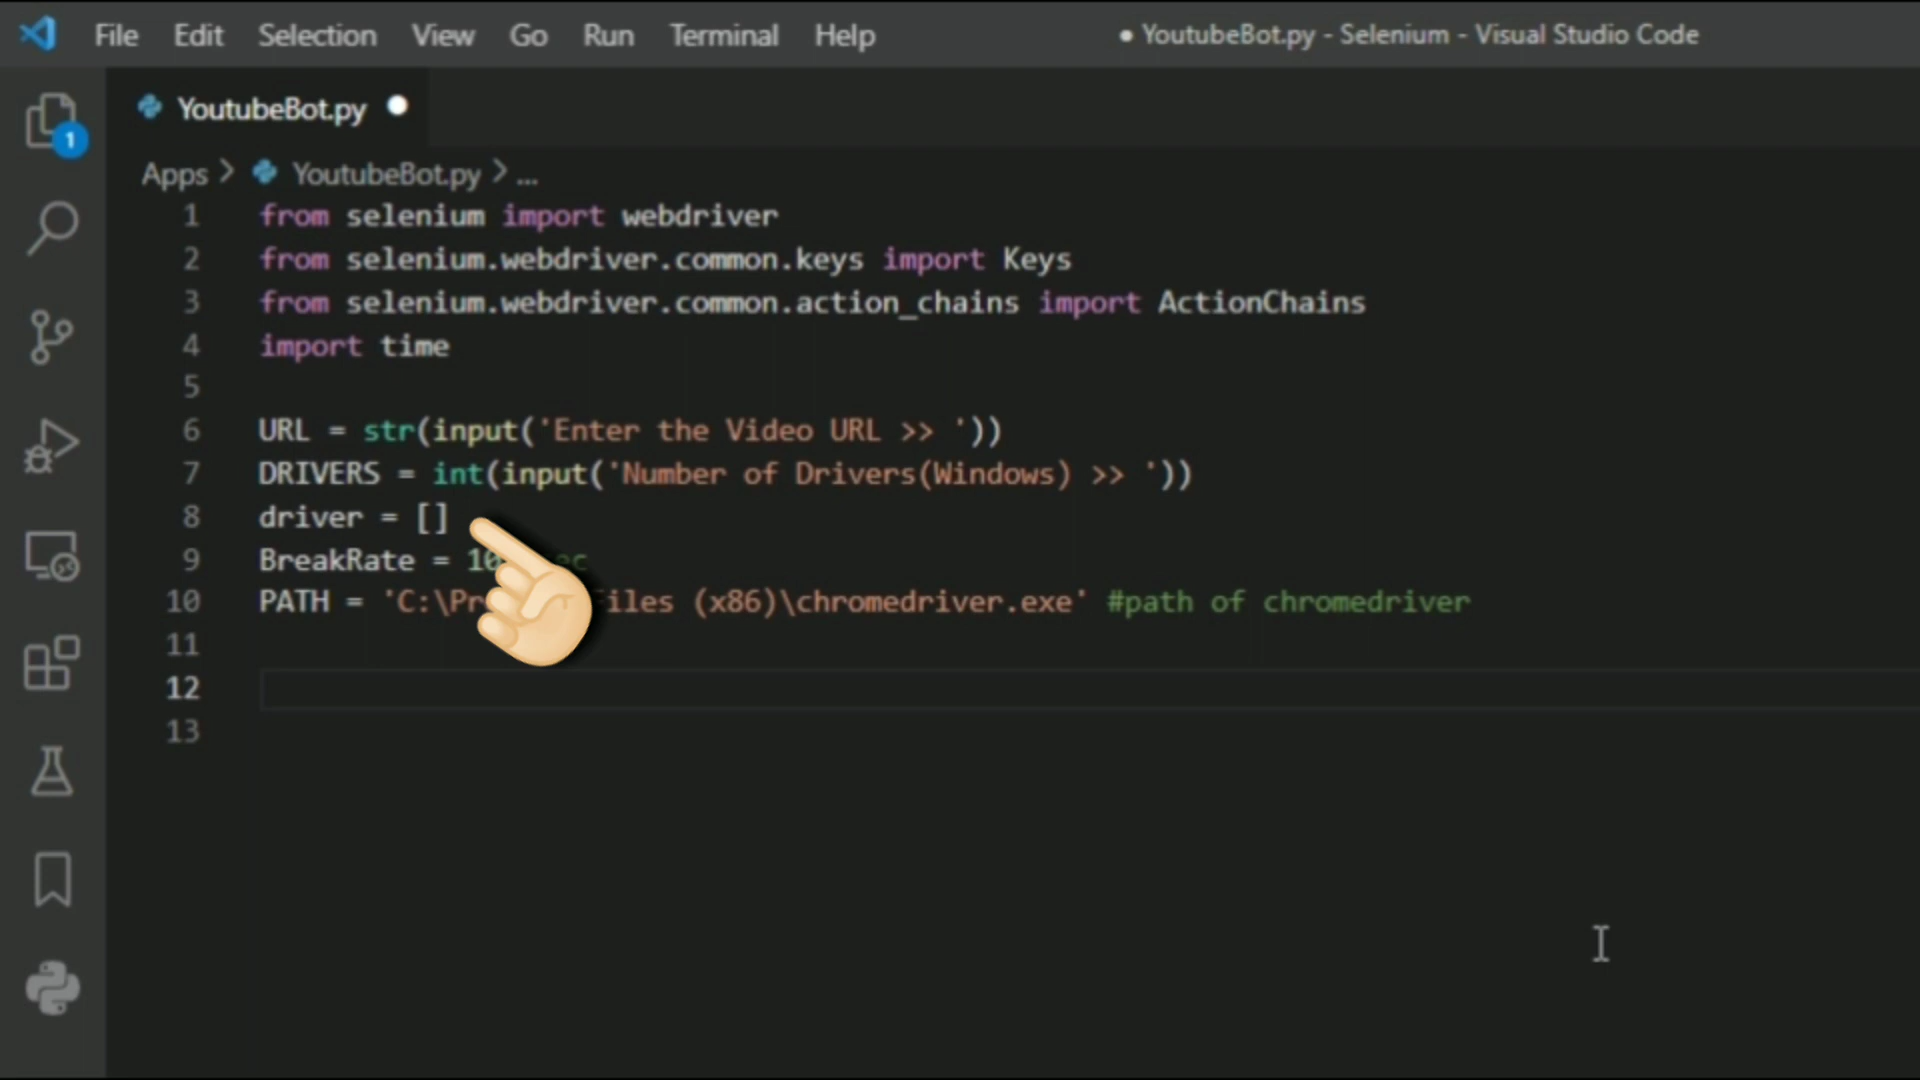 File Edit Selection View Go Run Terminal Help
● YoutubeBot.py - Selenium - Visual Studio Code
YoutubeBot.py ●
1
Apps > YoutubeBot.py > ...
1 from selenium import webdriver
2 from selenium.webdriver.common.keys import Keys
3 from selenium.webdriver.common.action_chains import ActionChains
4 import time
5
6 URL = str(input('Enter the Video URL >> '))
7 DRIVERS = int(input('Number of Drivers(Windows) >> '))
8 driver = []
9 BreakRate = 10
10 PATH = 'C:\ (x86)\chromedriver.exe' #path of chromedriver
11
12
13